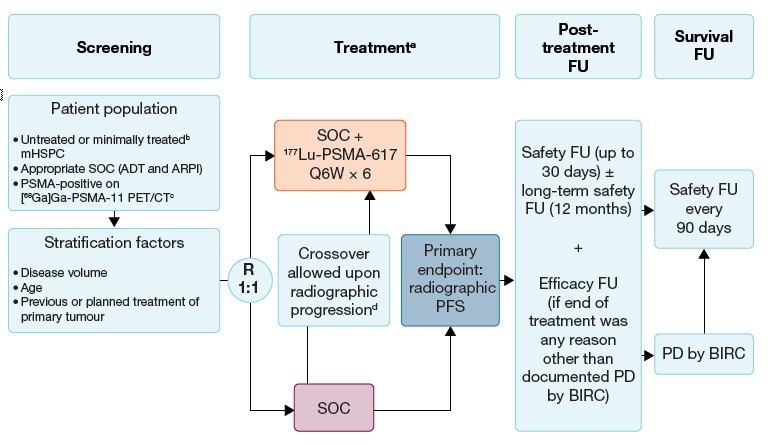 Screening
Treatmentᵃ
Post-
treatment
FU
Survival
FU
Patient population
• Untreated or minimally treatedᵇ
mHSPC
• Appropriate SOC (ADT and ARPI)
• PSMA-positive on
[⁶⁸Ga]Ga-PSMA-11 PET/CTᶜ
Stratification factors
• Disease volume
• Age
• Previous or planned treatment of
primary tumour
R
1:1
SOC +
¹⁷⁷Lu-PSMA-617
Q6W × 6
Crossover
allowed upon
radiographic
progressionᵈ
SOC
Primary
endpoint:
radiographic
PFS
Safety FU (up to
30 days) ±
long-term safety
FU (12 months)
+
Efficacy FU
(if end of
treatment was
any reason
other than
documented PD
by BIRC)
Safety FU
every
90 days
PD by BIRC